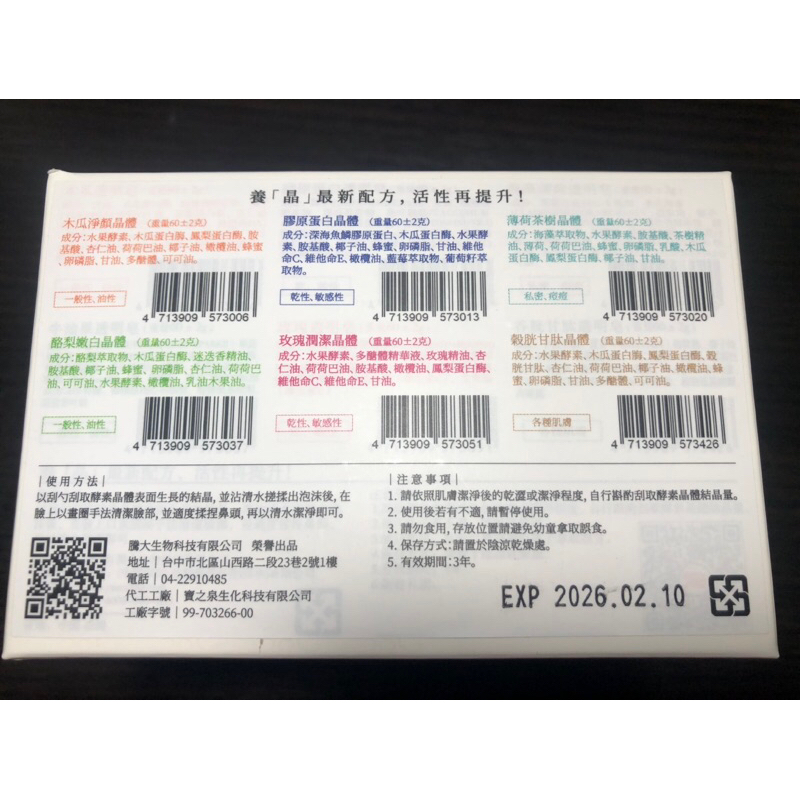 養「晶」最新配方，活性再提升！
木瓜淨顏晶體 （重量60±2克）
成分：水果酵素、木瓜蛋白酶、鳳梨蛋白酶、胺
基酸、杏仁油、荷荷巴油、椰子油、橄欖油、蜂蜜
、卵磷脂、甘油、多醣體、可可油。
一般性、油性
4 713909 573006
膠原蛋白晶體 （重量60±2克）
成分：深海魚鱗膠原蛋白、木瓜蛋白酶、水果酵
素、胺基酸、椰子油、蜂蜜、卵磷脂、甘油、維他
命C、維他命E、橄欖油、藍莓萃取物、葡萄籽萃
取物。
乾性、敏感性
4 713909 573013
薄荷茶樹晶體 （重量60±2克）
成分：海藻萃取物、水果酵素、胺基酸、茶樹精
油、薄荷、荷荷巴油、蜂蜜、卵磷脂、乳酸、木瓜
蛋白酶、鳳梨蛋白酶、椰子油、甘油。
私密、痘痘
4 713909 573020
酪梨嫩白晶體 （重量60±2克）
成分：酪梨萃取物、木瓜蛋白酶、迷迭香精油、
胺基酸、椰子油、蜂蜜、卵磷脂、杏仁油、荷荷巴
油、可可油、水果酵素、橄欖油、乳油木果油。
一般性、油性
4 713909 573037
玫瑰潤潔晶體 （重量60±2克）
成分：水果酵素、多醣體精華液、玫瑰精油、杏
仁油、荷荷巴油、胺基酸、橄欖油、鳳梨蛋白酶、
維他命C、維他命E、甘油。
乾性、敏感性
4 713909 573051
穀胱甘肽晶體 （重量60±2克）
成分：水果酵素、木瓜蛋白酶、鳳梨蛋白酶、穀
胱甘肽、杏仁油、荷荷巴油、椰子油、橄欖油、蜂
蜜、卵磷脂、甘油、多醣體、可可油。
各種肌膚
4 713909 573426
｜使用方法｜
以刮勺刮取酵素晶體表面生長的結晶，並沾清水搓揉出泡沫後，在
臉上以畫圈手法清潔臉部，並適度揉捏鼻頭，再以清水潔淨即可。
｜注意事項｜
1. 請依照肌膚潔淨後的乾澀或潔淨程度，自行斟酌刮取酵素晶體結晶量。
2. 使用後若有不適，請暫停使用。
3. 請勿食用，存放位置請避免幼童拿取誤食。
4. 保存方式：請置於陰涼乾燥處。
5. 有效期間：3年。
騰大生物科技有限公司 榮譽出品
地址｜台中市北區山西路二段23巷2號1樓
電話｜04-22910485
代工工廠｜寶之泉生化科技有限公司
工廠字號｜99-703266-00
EXP 2026.02.10